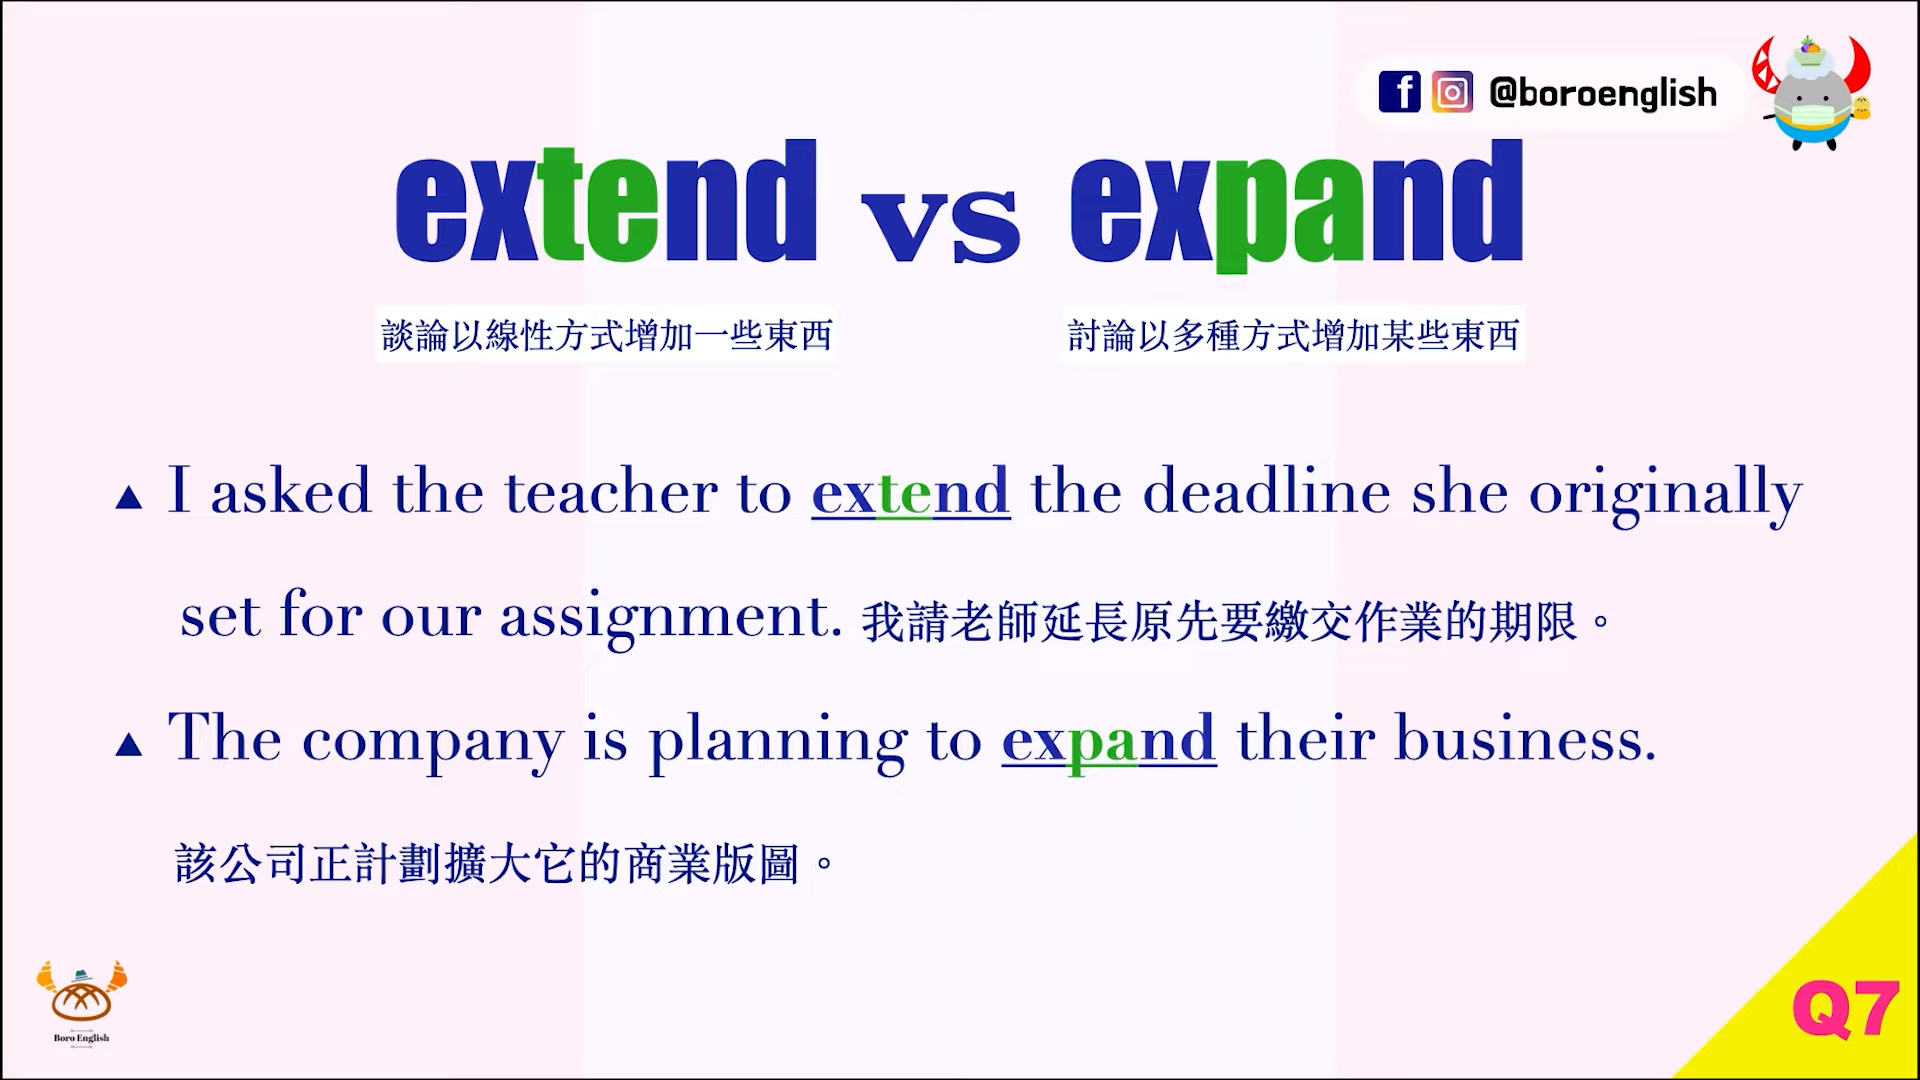 @boroenglish
extend vs expand
談論以線性方式增加一些東西
討論以多種方式增加某些東西
▲ I asked the teacher to extend the deadline she originally
set for our assignment. 我請老師延長原先要繳交作業的期限。
▲ The company is planning to expand their business.
該公司正計劃擴大它的商業版圖。
Boro English
Q7